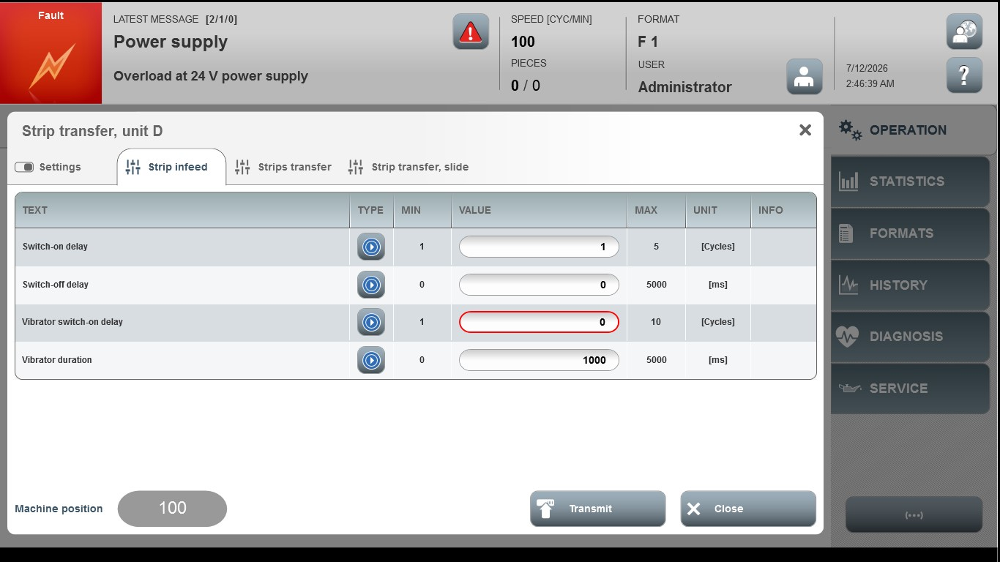 Fault
LATEST MESSAGE [2/1/0]
Power supply
Overload at 24 V power supply
SPEED [CYC/MIN]
100
PIECES
0 / 0
FORMAT
F 1
USER
Administrator
7/12/2026
2:46:39 AM
?
Strip transfer, unit D
Settings
Strip infeed
Strips transfer
Strip transfer, slide
TEXT TYPE MIN VALUE MAX UNIT INFO
Switch-on delay 1 1 5 [Cycles]
Switch-off delay 0 0 5000 [ms]
Vibrator switch-on delay 1 0 10 [Cycles]
Vibrator duration 0 1000 5000 [ms]
Machine position 100
Transmit
Close
OPERATION
STATISTICS
FORMATS
HISTORY
DIAGNOSIS
SERVICE
(•••)